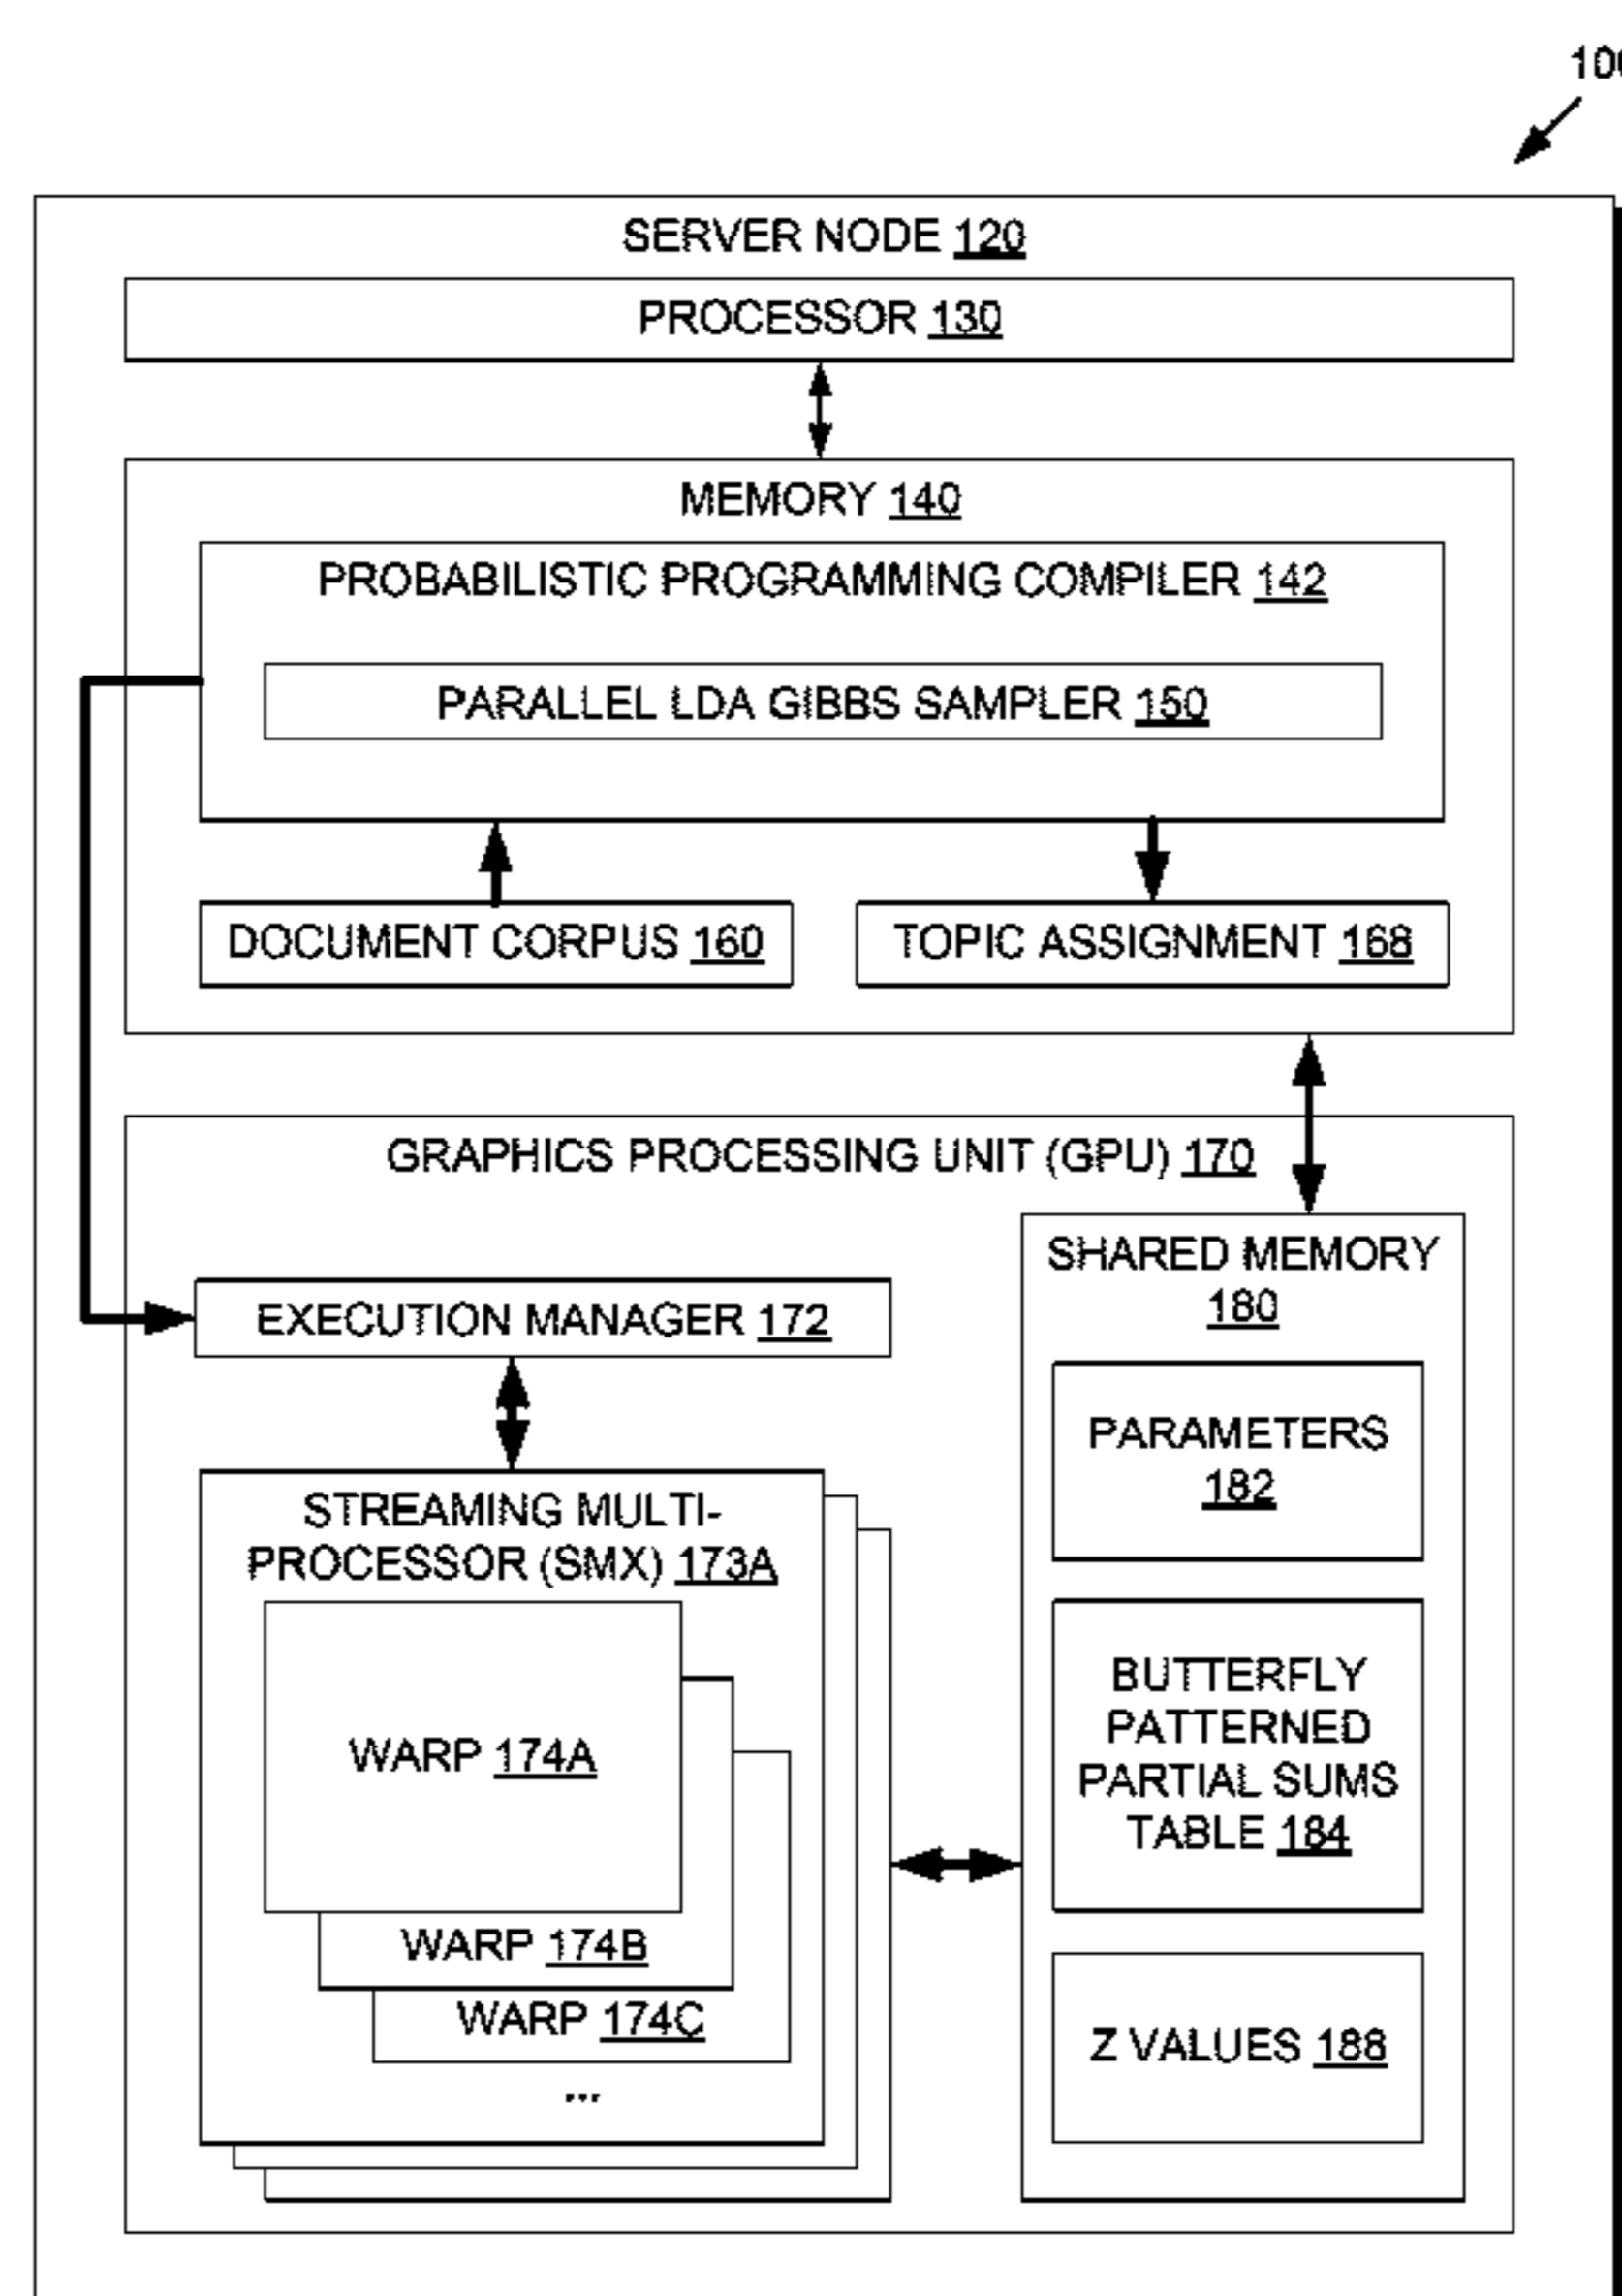 100
SERVER NODE 120
PROCESSOR 130
MEMORY 140
PROBABILISTIC PROGRAMMING COMPILER 142
PARALLEL LDA GIBBS SAMPLER 150
DOCUMENT CORPUS 160
TOPIC ASSIGNMENT 168
GRAPHICS PROCESSING UNIT (GPU) 170
EXECUTION MANAGER 172
STREAMING MULTI-
PROCESSOR (SMX) 173A
WARP 174A
WARP 174B
WARP 174C
...
SHARED MEMORY
180
PARAMETERS
182
BUTTERFLY
PATTERNED
PARTIAL SUMS
TABLE 184
Z VALUES 188